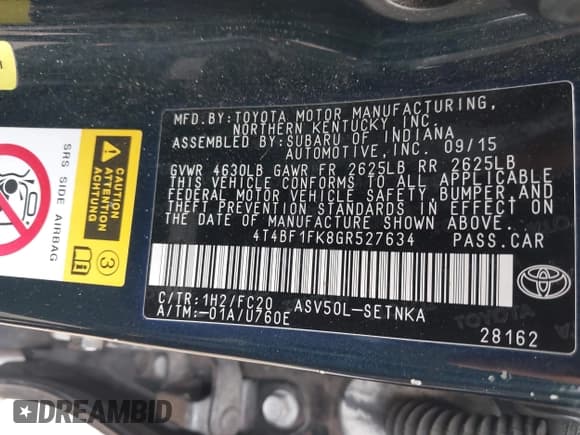 MFD.BY:TOYOTA MOTOR MANUFACTURING,
NORTHERN KENTUCKY INC.
ASSEMBLED BY:SUBARU OF INDIANA
AUTOMOTIVE,INC. 09/15
GVWR 4630LB GAWR FR 2625LB RR 2625LB
THIS VEHICLE CONFORMS TO ALL APPLICABLE
FEDERAL MOTOR VEHICLE SAFETY,BUMPER AND
THEFT PREVENTION STANDARDS IN EFFECT ON
THE DATE OF MANUFACTURE SHOWN ABOVE.
4T4BF1FK8GR527634 PASS.CAR
C/TR:1H2/FC20 ASV50L-SETNKA
A/TM:-01A/U760E
28162
TOYOTA
SRS SIDE AIRBAG
CAUTION
ATTENTION
ACHTUNG
3
DREAMBID